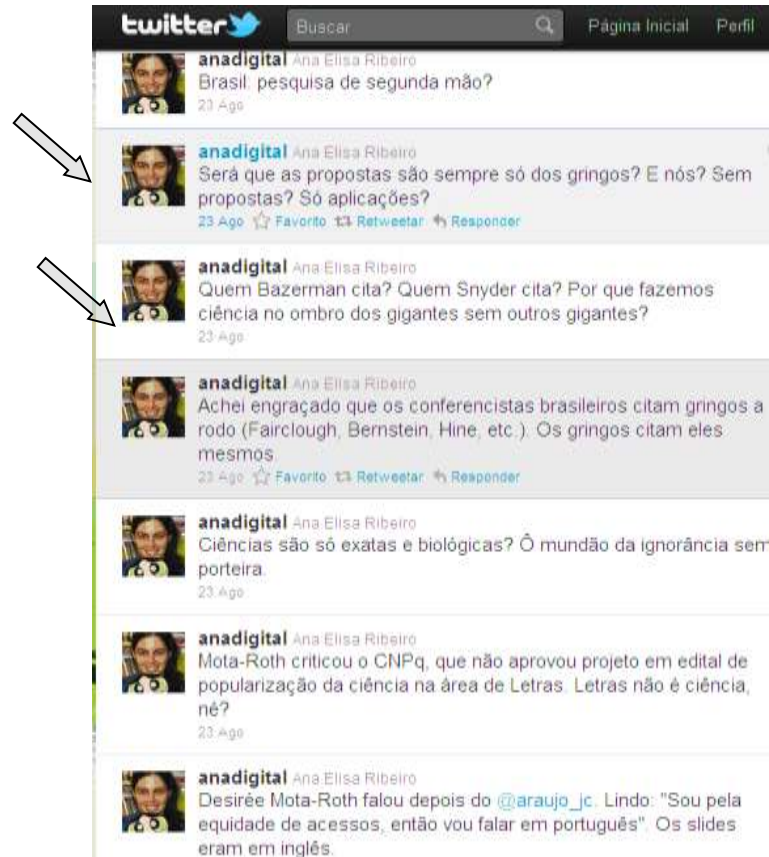 twitter Buscar Página Inicial Perfil
anadigital Ana Elisa Ribeiro
Brasil: pesquisa de segunda mão?
23 Ago
anadigital Ana Elisa Ribeiro
Será que as propostas são sempre só dos gringos? E nós? Sem
propostas? Só aplicações?
23 Ago Favorito Retweetar Responder
anadigital Ana Elisa Ribeiro
Quem Bazerman cita? Quem Snyder cita? Por que fazemos
ciência no ombro dos gigantes sem outros gigantes?
23 Ago
anadigital Ana Elisa Ribeiro
Achei engraçado que os conferencistas brasileiros citam gringos a
rodo (Fairclough, Bernstein, Hine, etc.). Os gringos citam eles
mesmos.
23 Ago Favorito Retweetar Responder
anadigital Ana Elisa Ribeiro
Ciências são só exatas e biológicas? Ô mundão da ignorância sem
porteira.
23 Ago
anadigital Ana Elisa Ribeiro
Mota-Roth criticou o CNPq, que não aprovou projeto em edital de
popularização da ciência na área de Letras. Letras não é ciência,
né?
23 Ago
anadigital Ana Elisa Ribeiro
Desirée Mota-Roth falou depois do @araujo_jc. Lindo: "Sou pela
equidade de acessos, então vou falar em português". Os slides
eram em inglês.